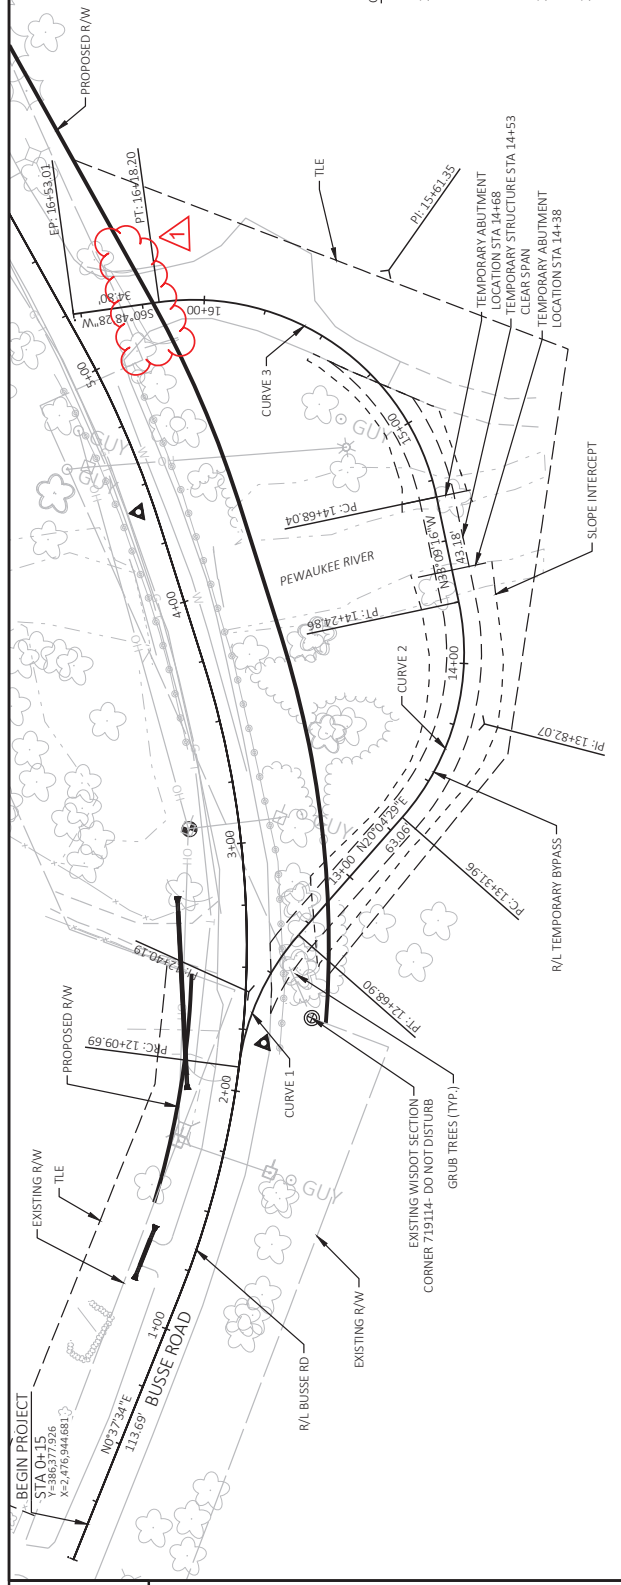 BEGIN PROJECT
STA 0+15
Y=386,377.926
X=2,476,944.681
N0°37'34"E
113.69'
BUSSE ROAD
1+00
EXISTING R/W
TLE
PROPOSED R/W
PRC: 12+09.69
PI: 12+40.19
2+00
3+00
4+00
5+00
R/L BUSSE RD
EXISTING R/W
CURVE 1
EXISTING WISDOT SECTION
CORNER 719114- DO NOT DISTURB
GRUB TREES (TYP.)
GUY
GUY
GUY
GUY
OH
OH
OH
W
W
PT: 12+68.90
13+00
N20°04'29"E
63.06'
PC: 13+31.96
R/L TEMPORARY BYPASS
CURVE 2
PI: 13+82.07
14+00
PT: 14+24.86
PEWAUKEE RIVER
N33°09'16"W
43.18'
PC: 14+68.04
SLOPE INTERCEPT
TEMPORARY ABUTMENT
LOCATION STA 14+68
TEMPORARY STRUCTURE STA 14+53
CLEAR SPAN
TEMPORARY ABUTMENT
LOCATION STA 14+38
15+00
CURVE 3
PI: 15+61.35
TLE
16+00
S60°48'28"W
34.80'
PT: 16+18.20
EP: 16+53.01
1
PROPOSED R/W